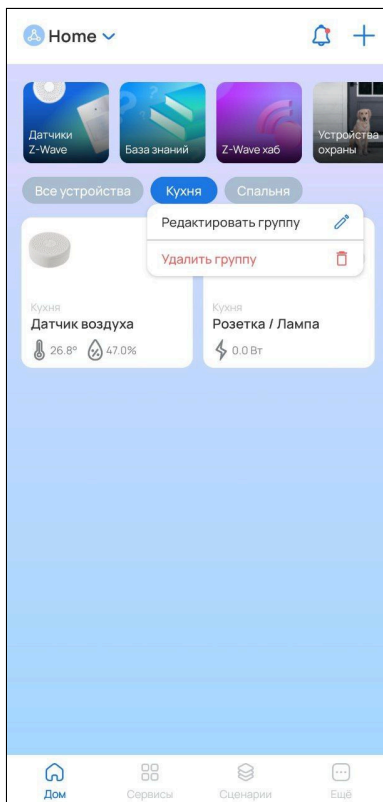 Home
Датчики
Z-Wave
База знаний
Z-Wave хаб
Устройства
охраны
Все устройства
Кухня
Спальня
Редактировать группу
Удалить группу
Кухня
Датчик воздуха
26.8° 47.0%
Кухня
Розетка / Лампа
0.0 Вт
Дом
Сервисы
Сценарии
Ещё